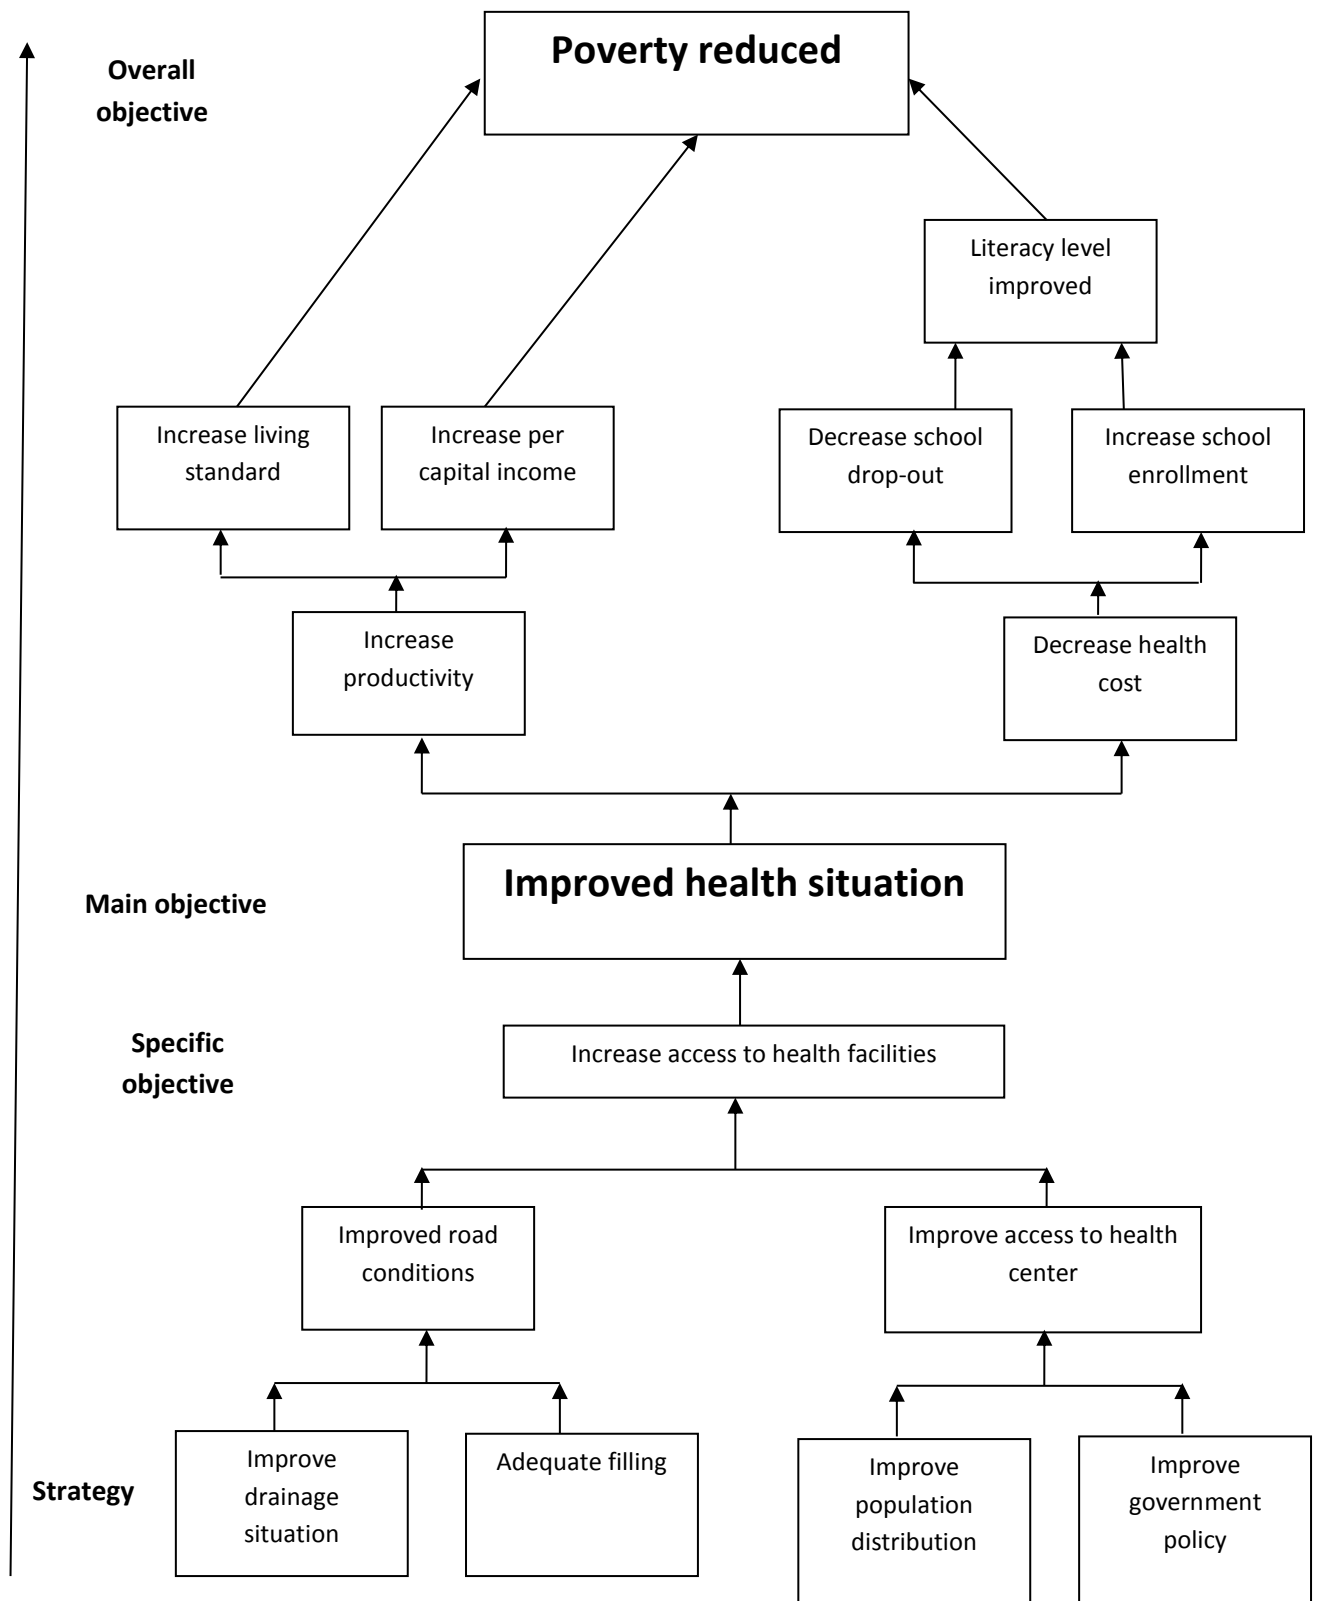 Poverty reduced
Overall
objective
Literacy level
improved
Increase living
standard
Increase per
capital income
Decrease school
drop-out
Increase school
enrollment
Increase
productivity
Decrease health
cost
Improved health situation
Main objective
Specific
objective
Increase access to health facilities
Improved road
conditions
Improve access to health
center
Strategy
Improve
drainage
situation
Adequate filling
Improve
population
distribution
Improve
government
policy